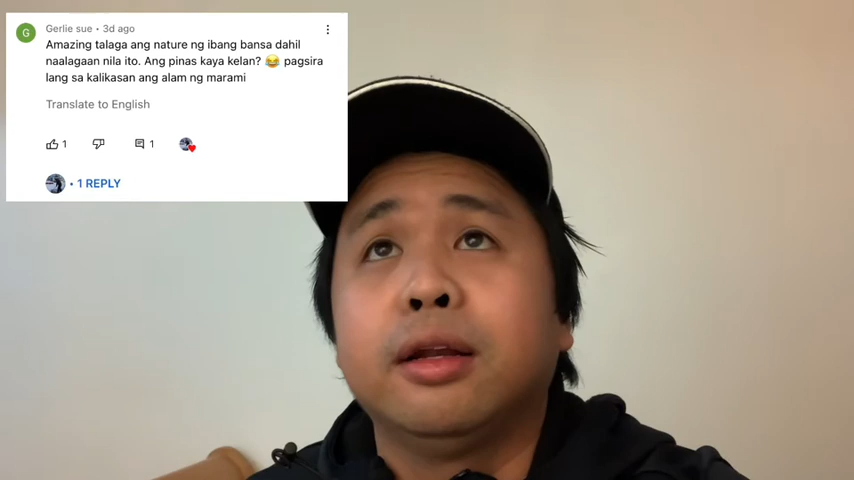 G
Gerlie sue • 3d ago
Amazing talaga ang nature ng ibang bansa dahil
naalagaan nila ito. Ang pinas kaya kelan? 😂 pagsira
lang sa kalikasan ang alam ng marami
Translate to English
1
1
• 1 REPLY